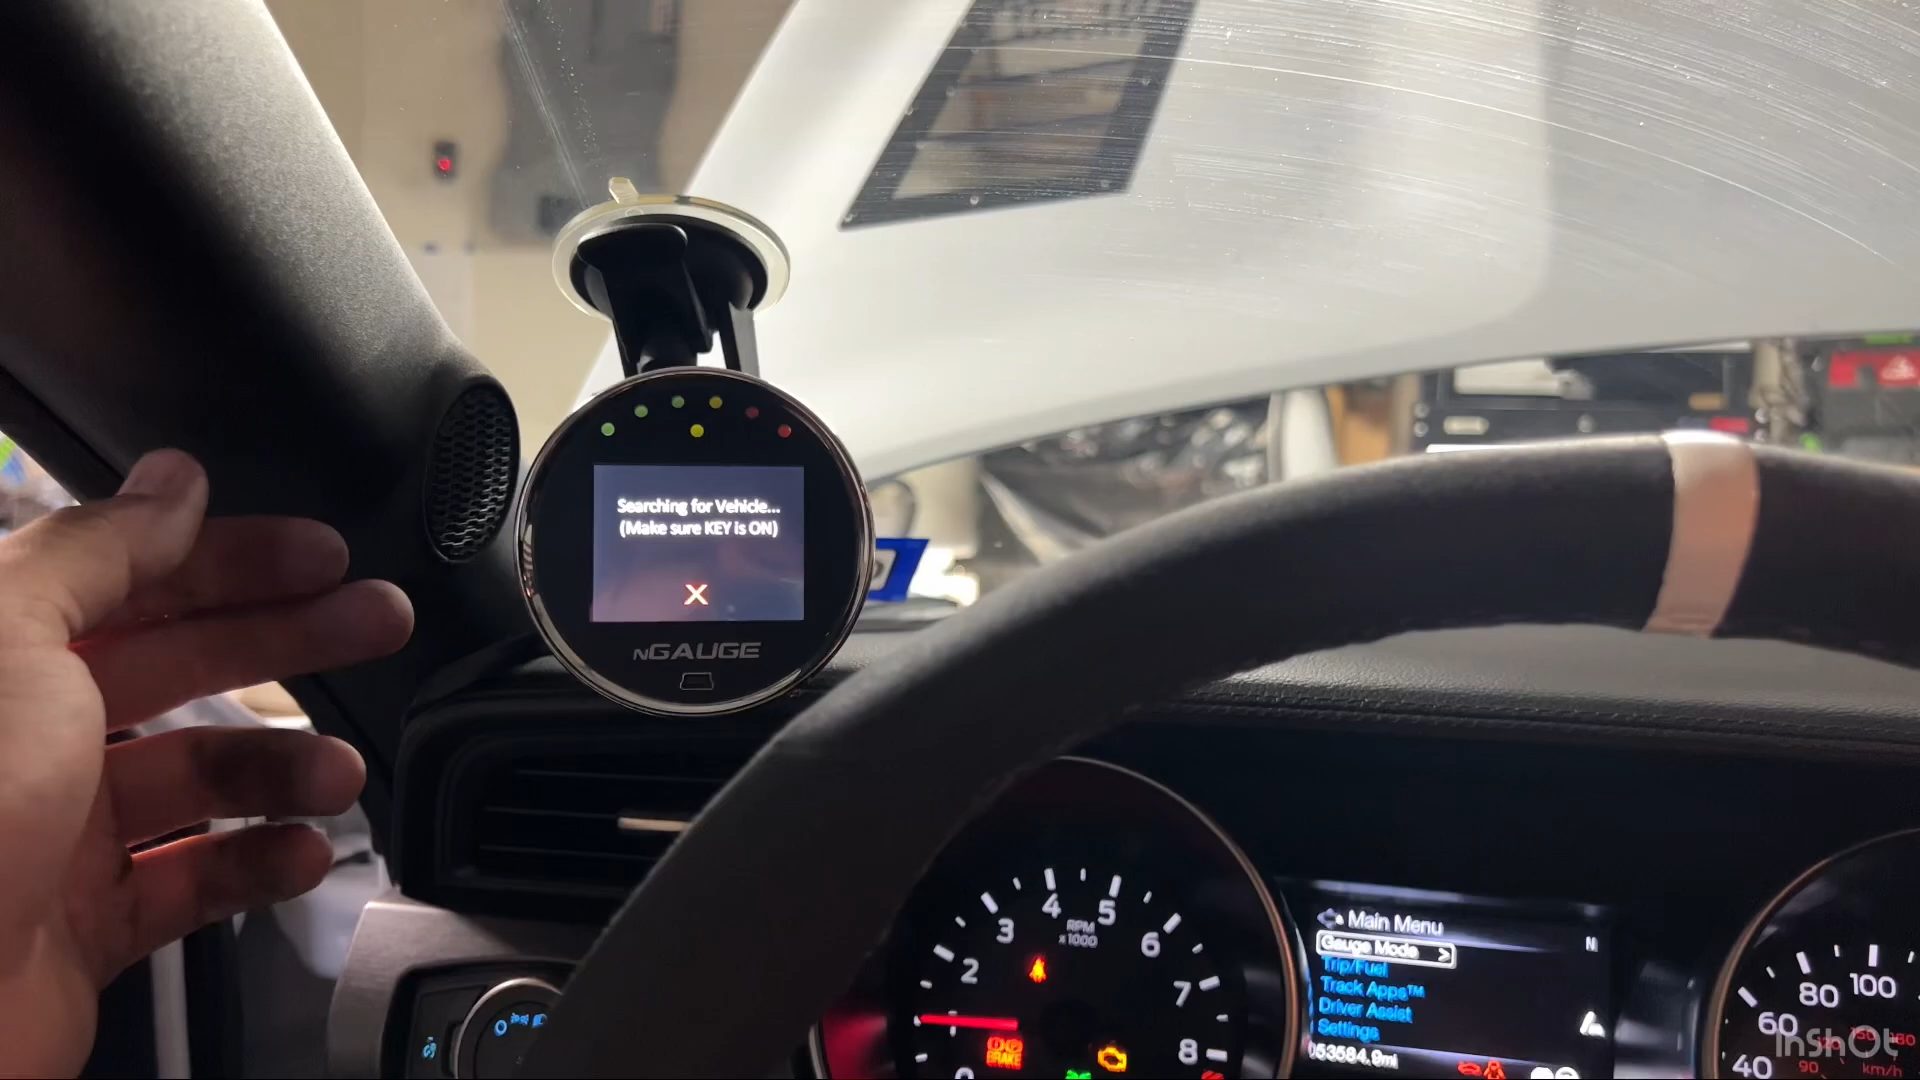 Searching for Vehicle...
(Make sure KEY is ON)
X
nGAUGE
Main Menu
Gauge Mode >
Trip/Fuel
Track Apps™
Driver Assist
Settings
053584.9mi
N
RPM
x1000
0
2
3
4
5
6
7
8
BRAKE
40
60
80
100
90
km/h
InShOt